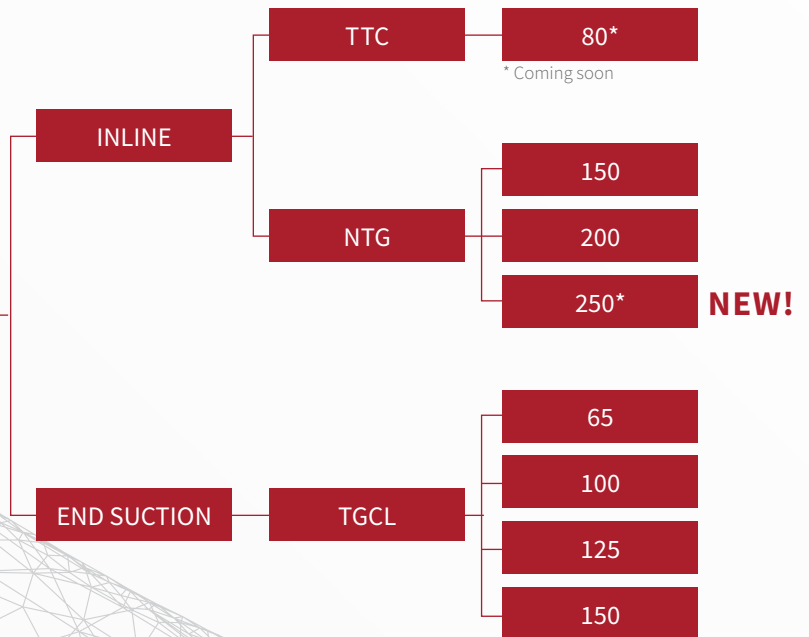 TTC
80*
* Coming soon
INLINE
150
NTG
200
250*
NEW!
65
100
END SUCTION
TGCL
125
150